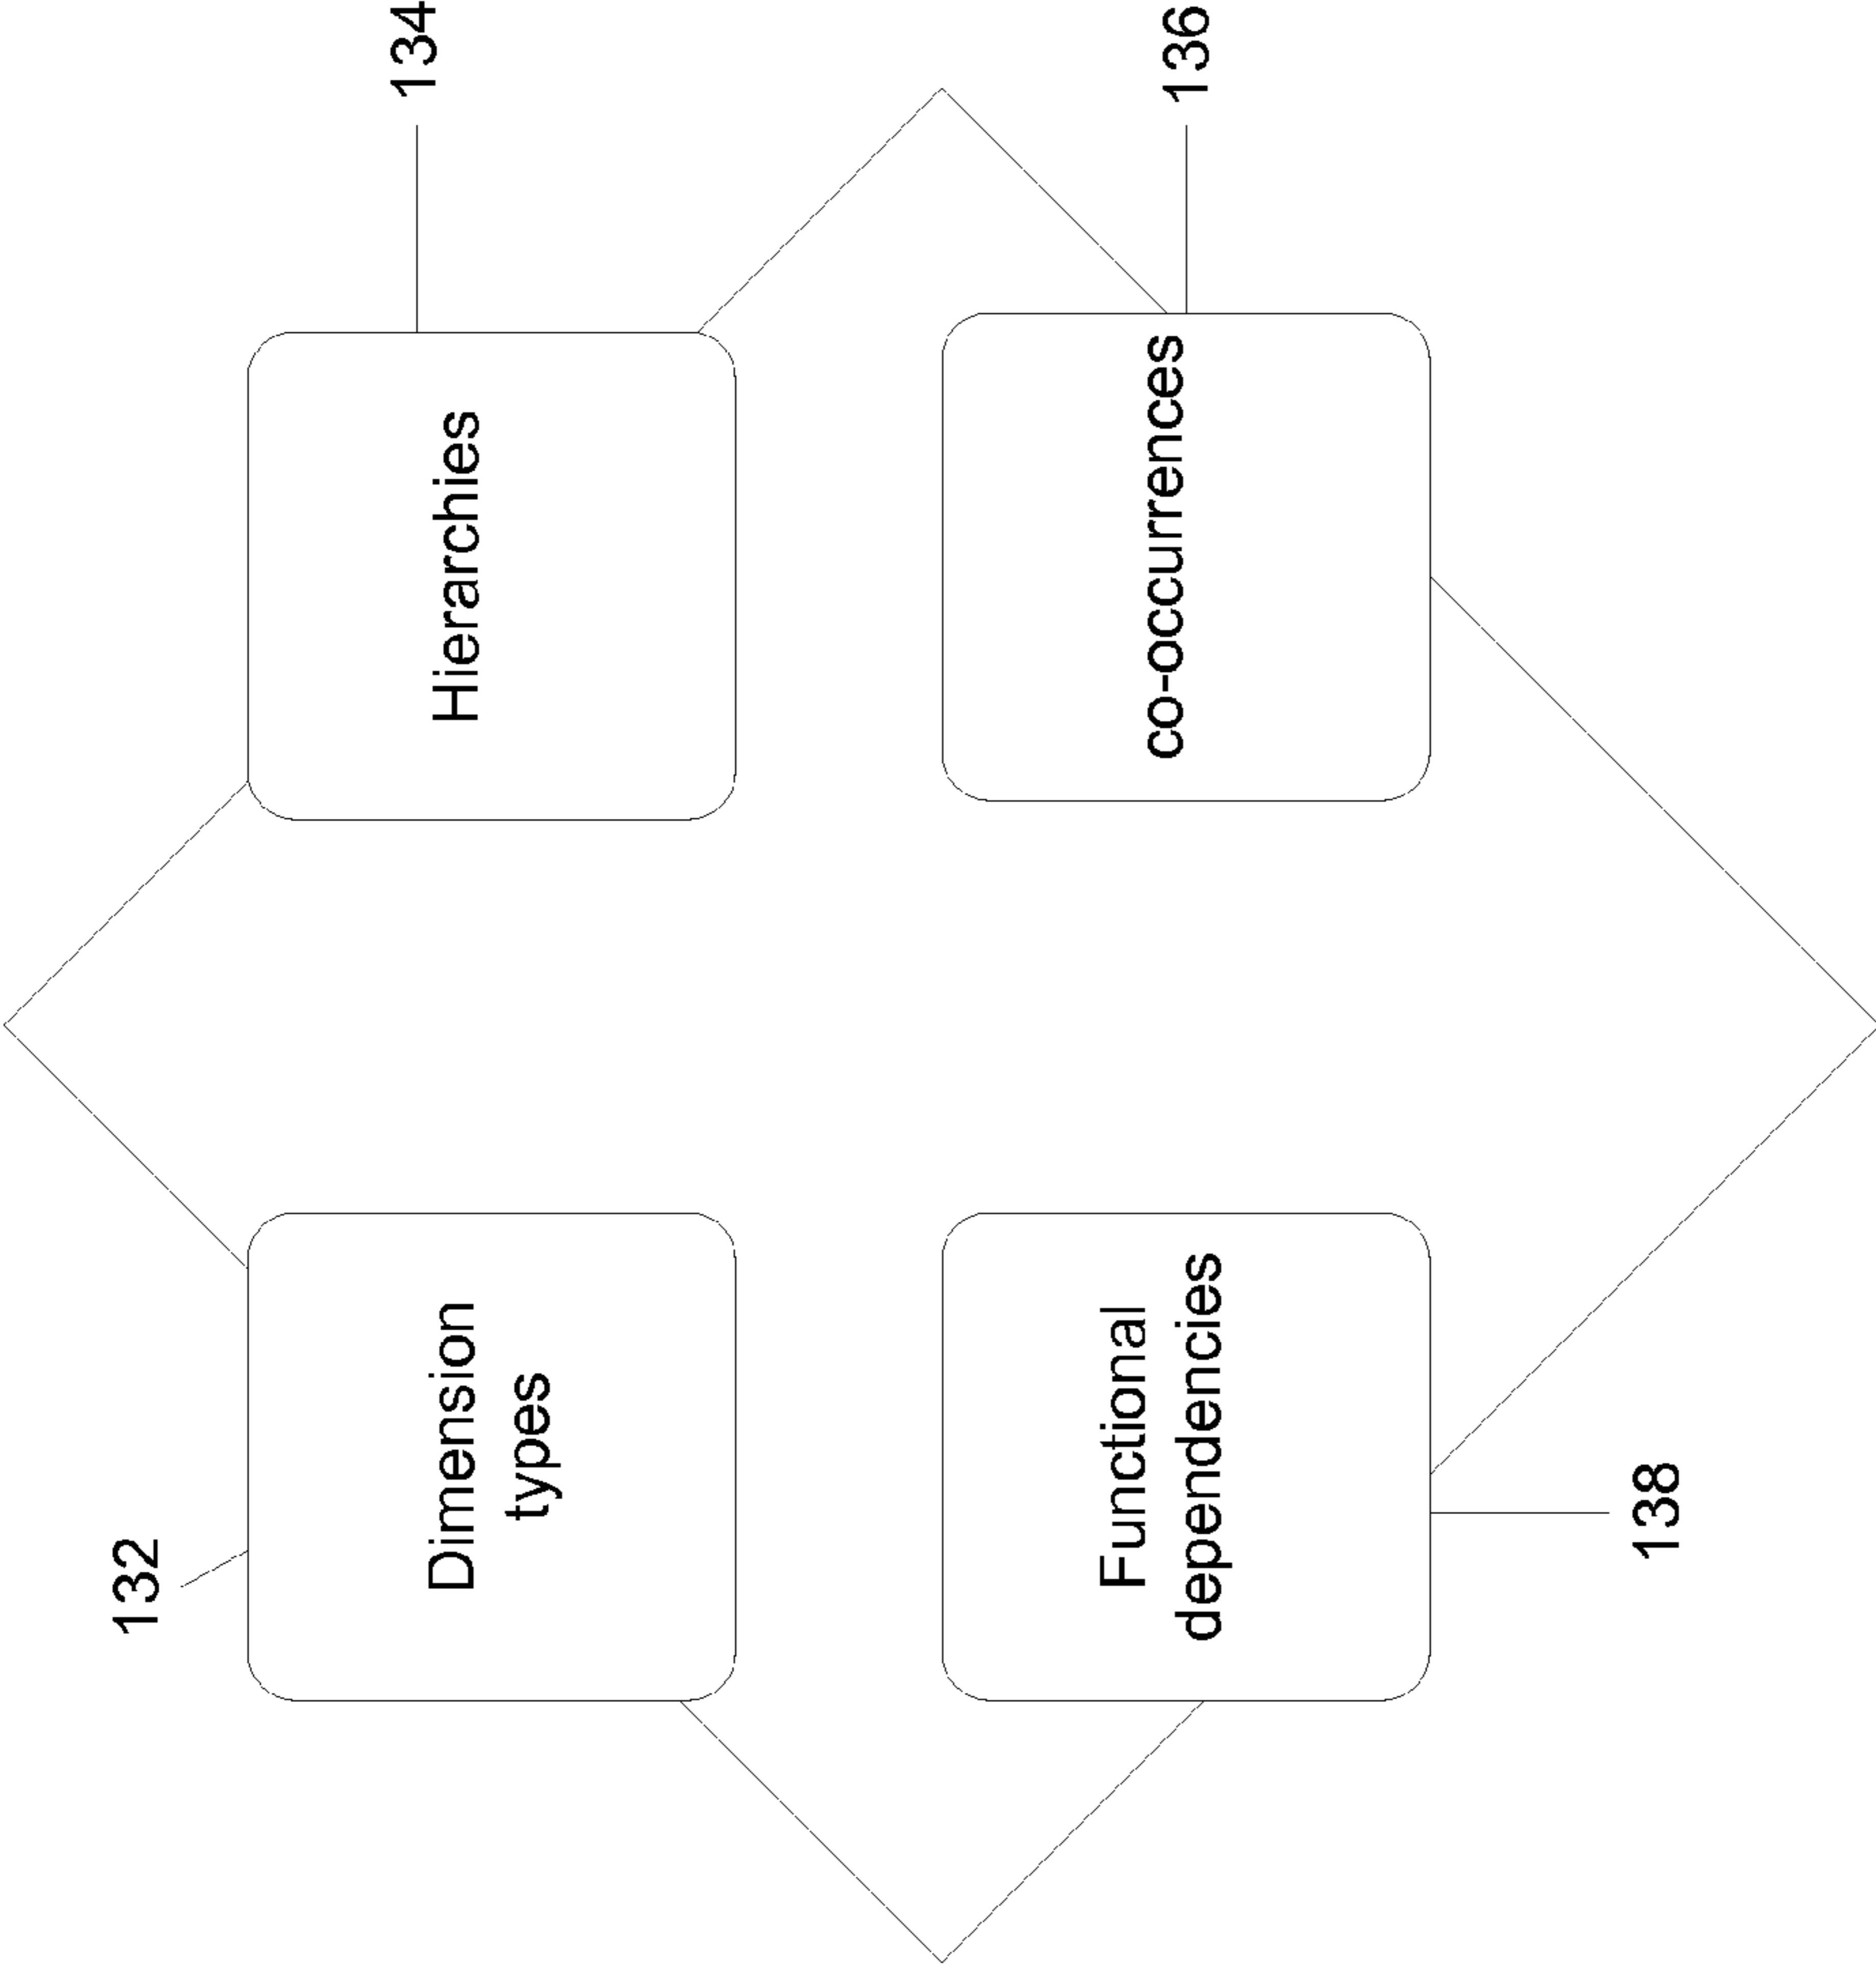 132
Dimension
types
134
Hierarchies
Functional
dependencies
138
co-occurrences
136